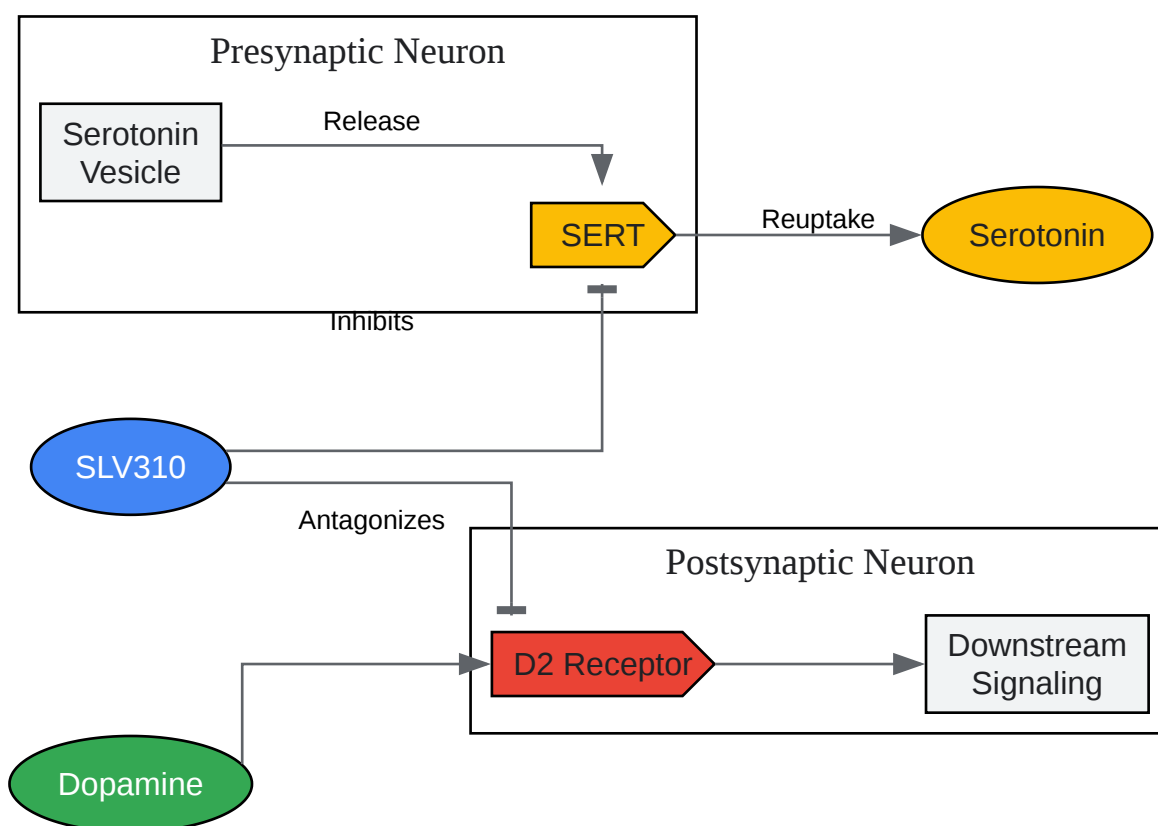 Presynaptic Neuron
Release
Serotonin
Vesicle
SERT
Reuptake
Serotonin
Inhibits
SLV310
Antagonizes
Postsynaptic Neuron
D2 Receptor
Downstream
Signaling
Dopamine